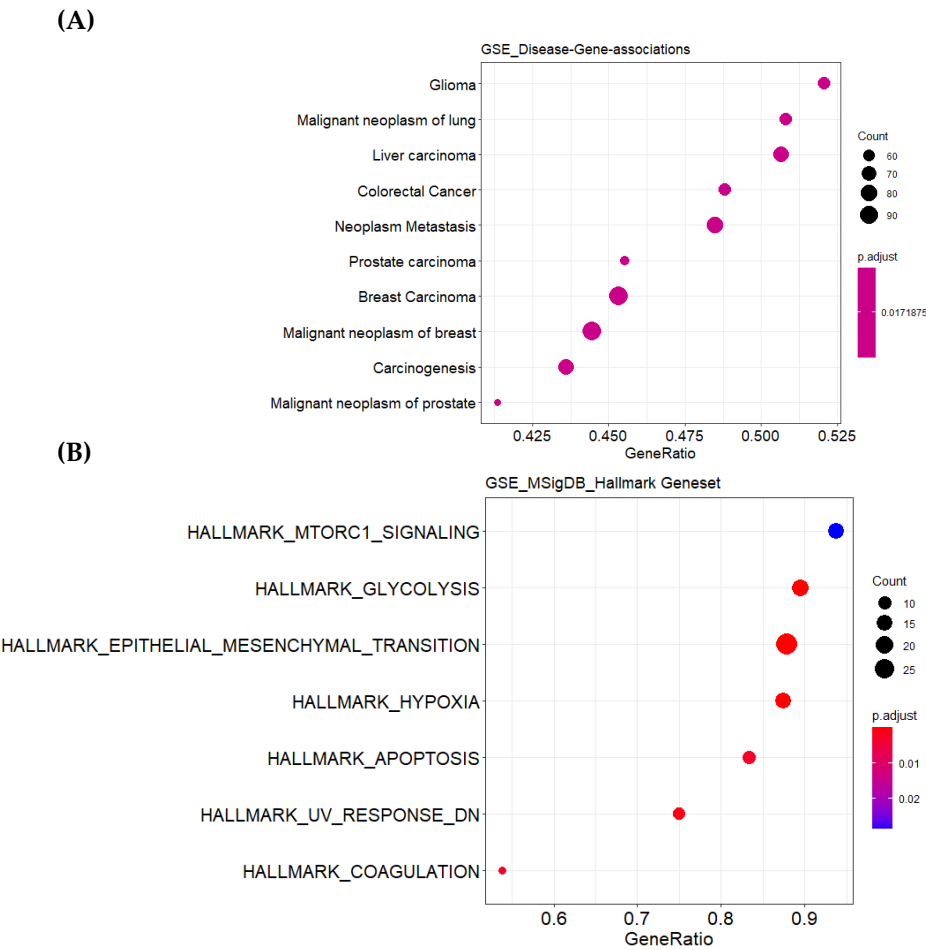 (A)
GSE_Disease-Gene-associations
Glioma
Malignant neoplasm of lung
Liver carcinoma
Colorectal Cancer
Neoplasm Metastasis
Prostate carcinoma
Breast Carcinoma
Malignant neoplasm of breast
Carcinogenesis
Malignant neoplasm of prostate
0.425 0.450 0.475 0.500 0.525
GeneRatio
Count
60
70
80
90
p.adjust
0.0171875
(B)
GSE_MSigDB_Hallmark Geneset
HALLMARK_MTORC1_SIGNALING
HALLMARK_GLYCOLYSIS
HALLMARK_EPITHELIAL_MESENCHYMAL_TRANSITION
HALLMARK_HYPOXIA
HALLMARK_APOPTOSIS
HALLMARK_UV_RESPONSE_DN
HALLMARK_COAGULATION
0.6 0.7 0.8 0.9
GeneRatio
Count
10
15
20
25
p.adjust
0.01
0.02